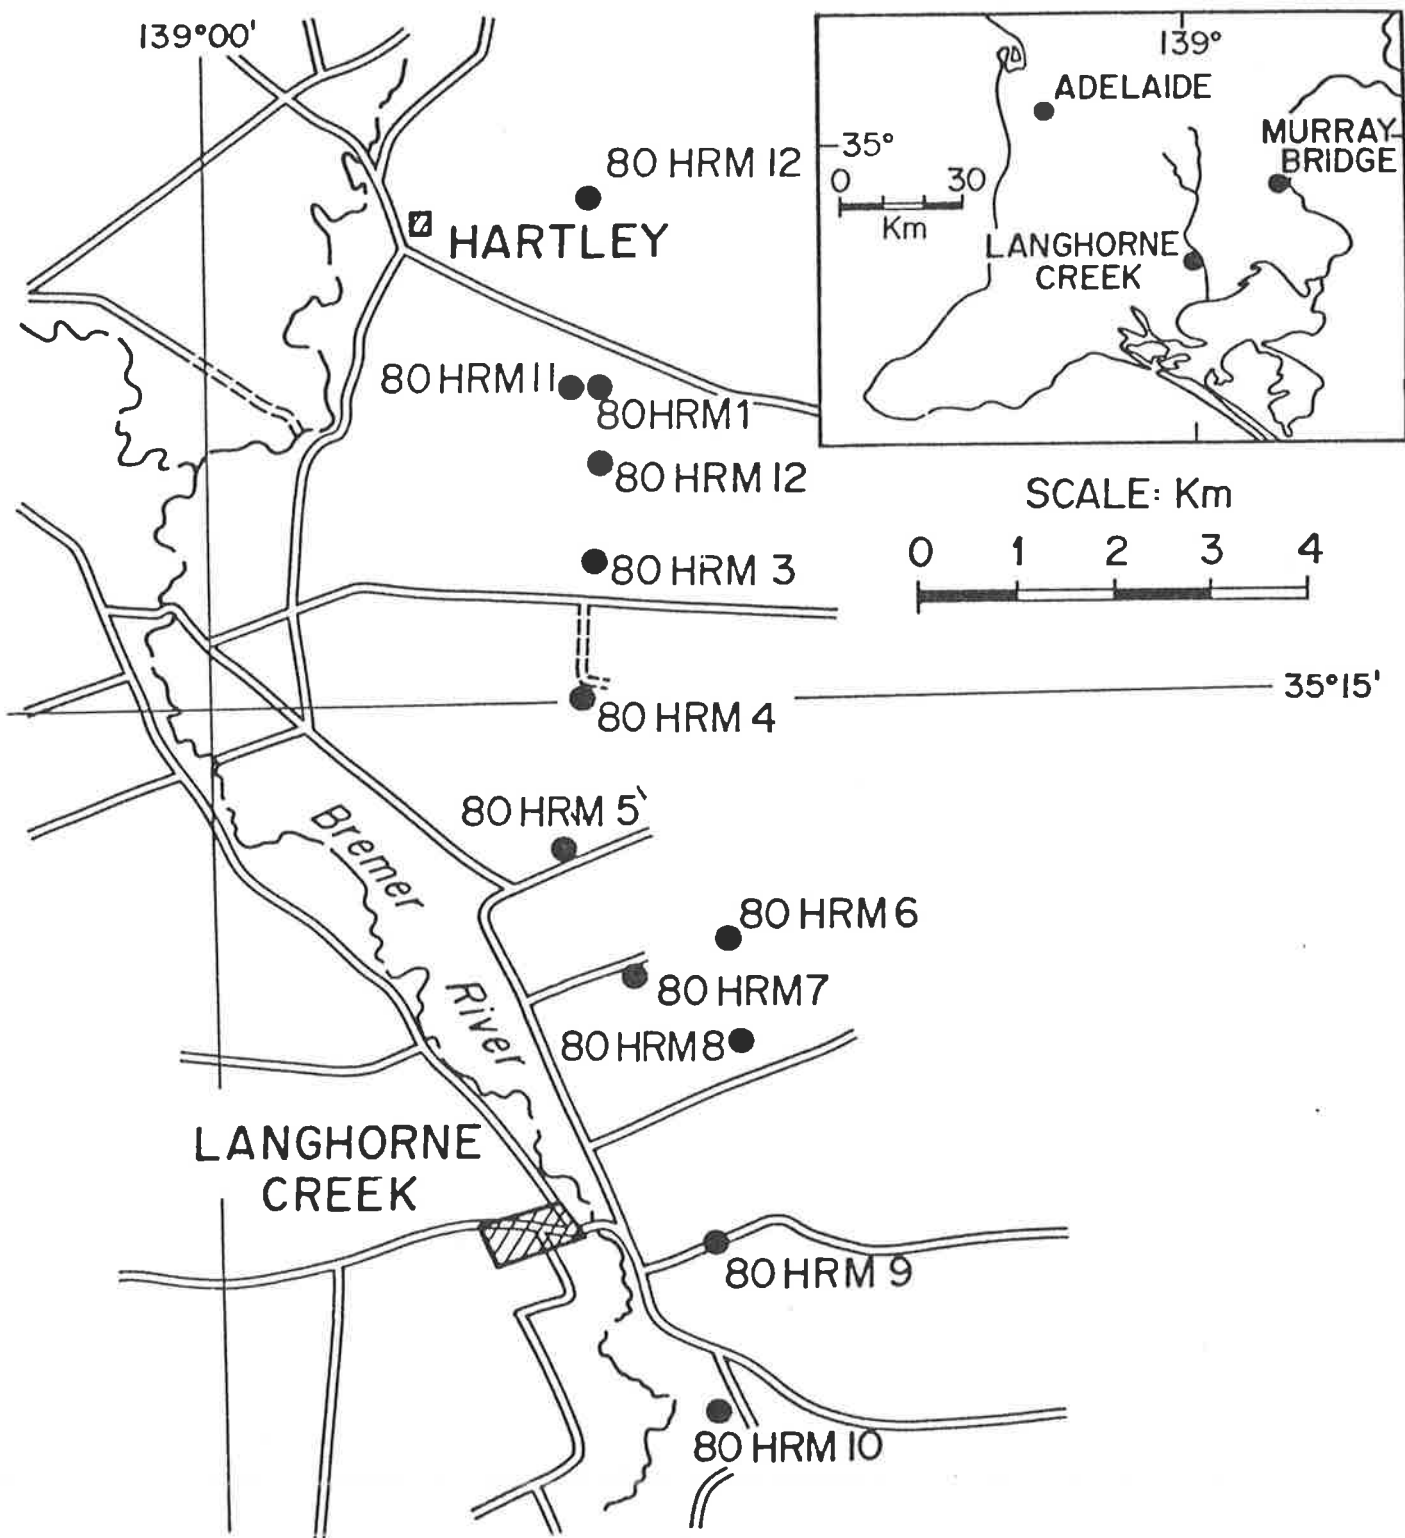 139°00'
139°
ADELAIDE
MURRAY
BRIDGE
35°
0 30
Km
LANGHORNE
CREEK
80 HRM 12
HARTLEY
80 HRM 11
80 HRM 1
80 HRM 12
SCALE: Km
0 1 2 3 4
80 HRM 3
35°15'
80 HRM 4
80 HRM 5
Bremer
River
80 HRM 6
80 HRM 7
80 HRM 8
LANGHORNE
CREEK
80 HRM 9
80 HRM 10